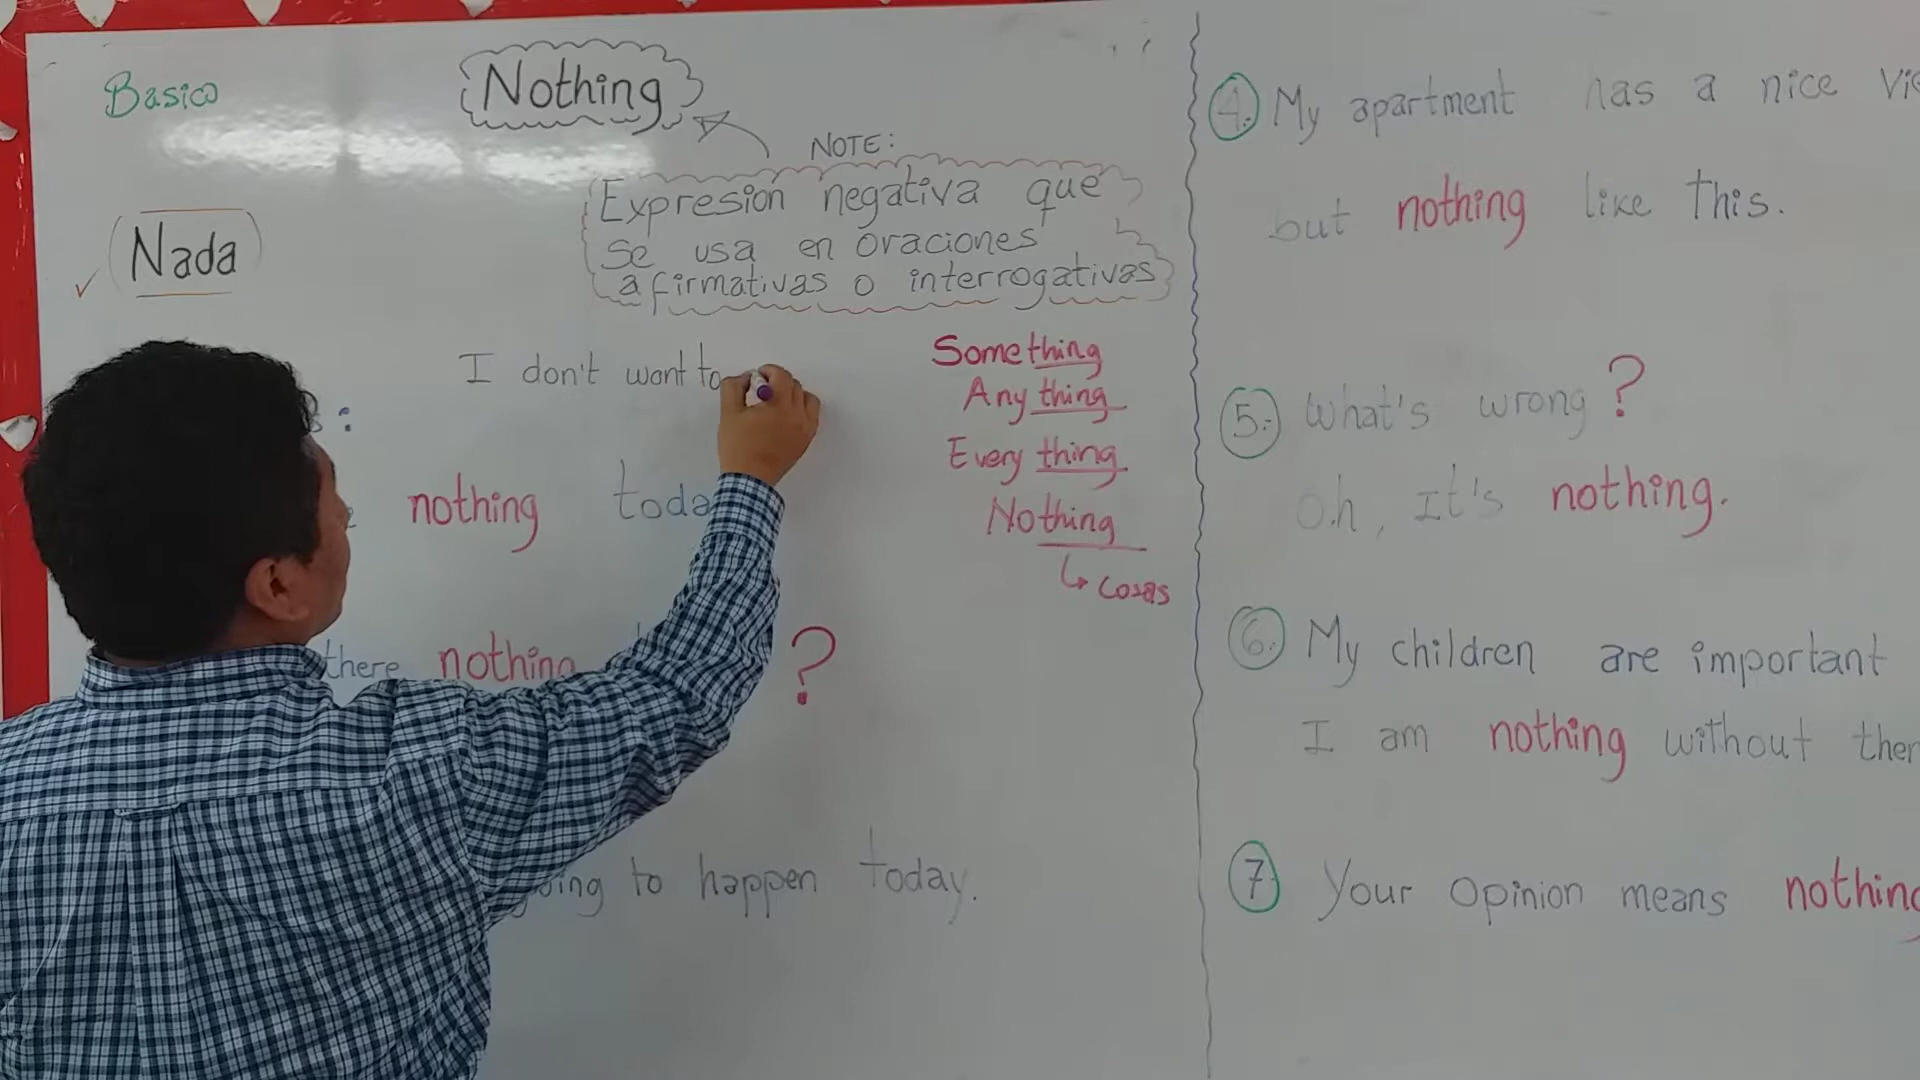 Basico
Nothing
NOTE:
Expresion negativa que
se usa en oraciones
afirmativas o interrogativas
Nada
I don't want to
Something
Any thing
Every thing
Nothing
↳ cosas
nothing toda
there nothing ?
going to happen today.
4. My apartment has a nice
but nothing like this.
5. What's wrong?
Oh, It's nothing.
6. My children are important
I am nothing without
7 Your opinion means nothing